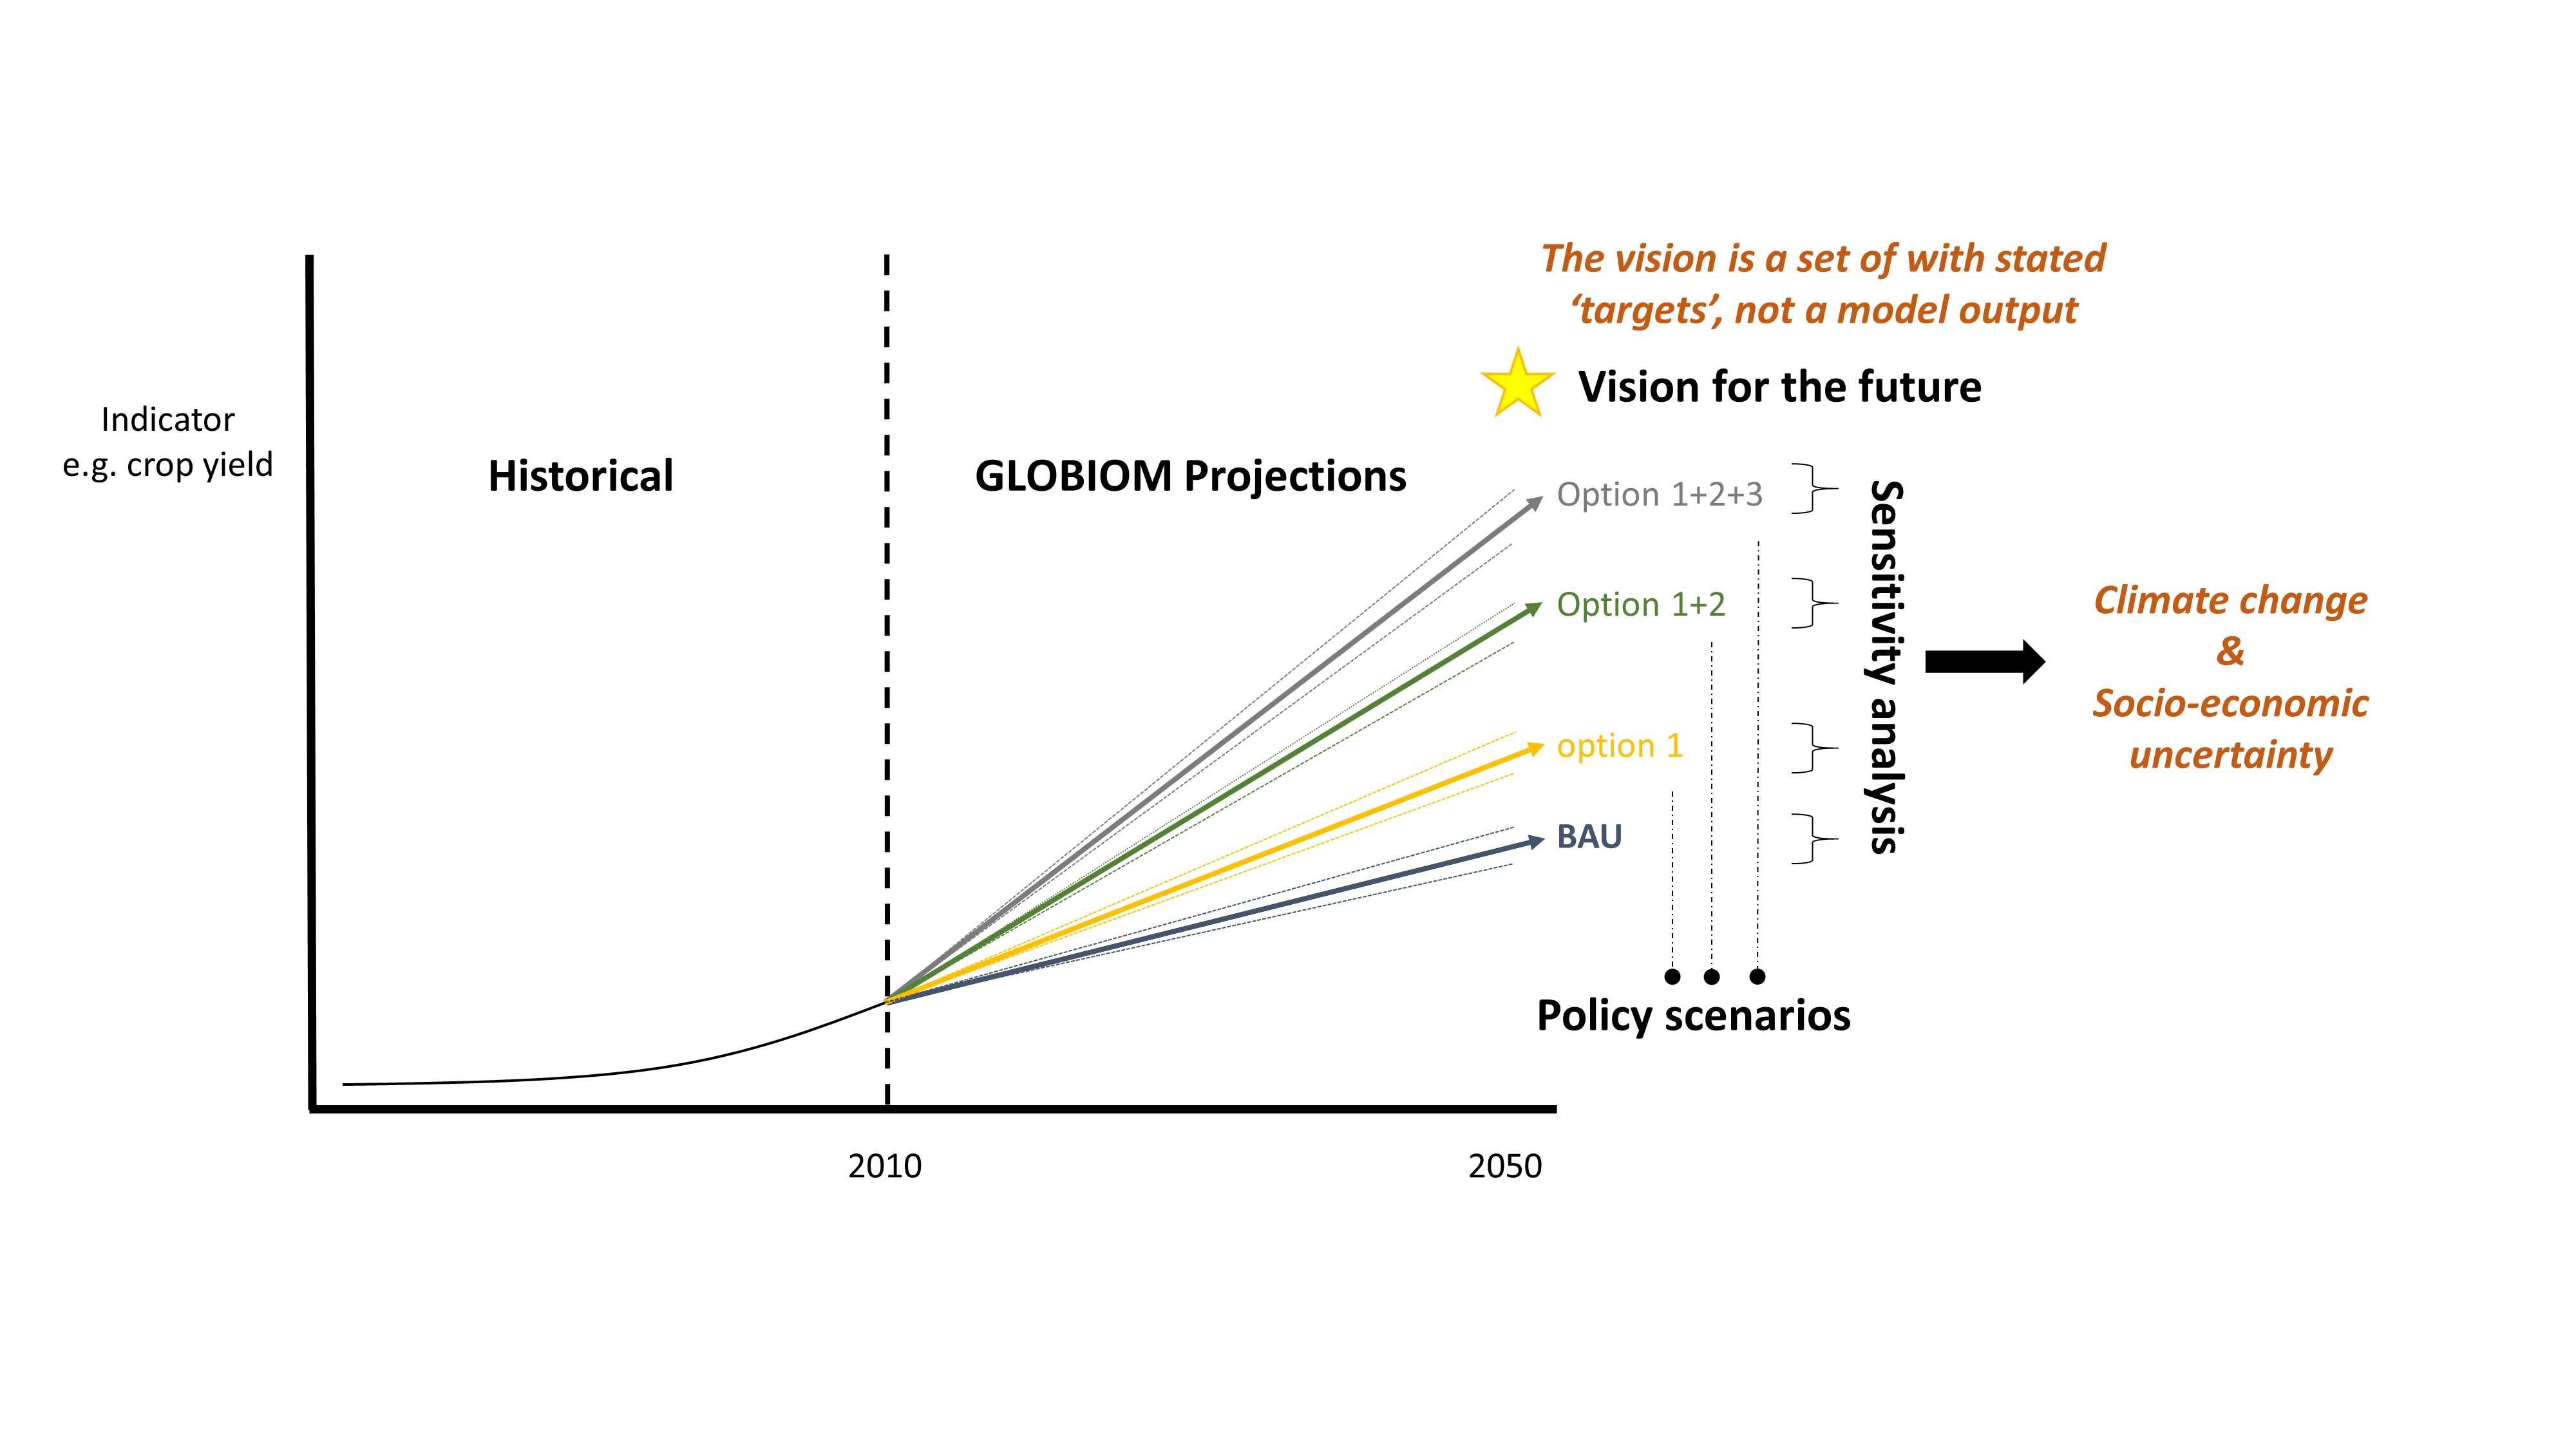 The vision is a set of with stated
‘targets’, not a model output
Vision for the future
Indicator
e.g. crop yield
Historical
GLOBIOM Projections
Option 1+2+3
Option 1+2
option 1
BAU
Sensitivity analysis
Climate change
&
Socio-economic
uncertainty
Policy scenarios
2010
2050